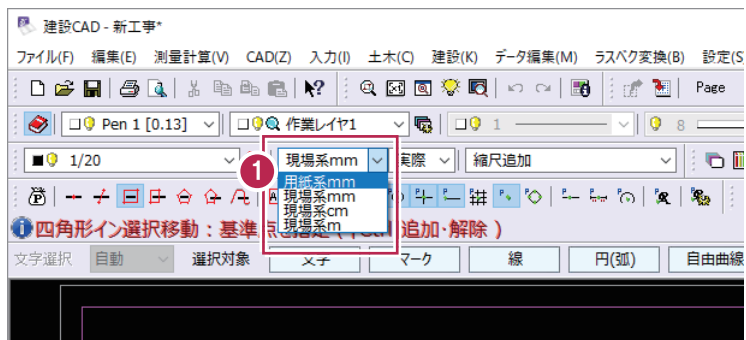 建設CAD - 新工事*
ファイル(F) 編集(E) 測量計算(V) CAD(Z) 入力(I) 土木(C) 建設(K) データ編集(M) ラスベク変換(B) 設定(S
Page
Pen 1 [0.13] 作業レイヤ1 1 8
1/20 現場系mm 実際 縮尺追加
1
用紙系mm
現場系mm
現場系cm
現場系m
四角形イン選択移動：基準点を指定 追加・解除 )
文字選択 自動 選択対象 文字 マーク 線 円(弧) 自由曲線